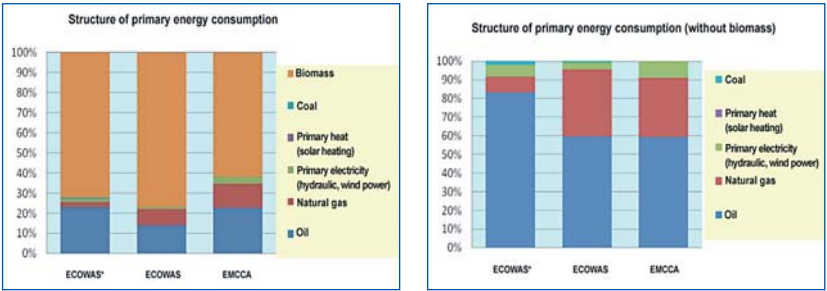 Structure of primary energy consumption
100%
90%
80%
70%
60%
50%
40%
30%
20%
10%
0%
ECOWAS*
ECOWAS
EMCCA
Biomass
Coal
Primary heat
(solar heating)
Primary electricity
(hydraulic, wind power)
Natural gas
Oil
Structure of primary energy consumption (without biomass)
100%
90%
80%
70%
60%
50%
40%
30%
20%
10%
0%
ECOWAS*
ECOWAS
EMCCA
Coal
Primary heat
(solar heating)
Primary electricity
(hydraulic, wind power)
Natural gas
Oil